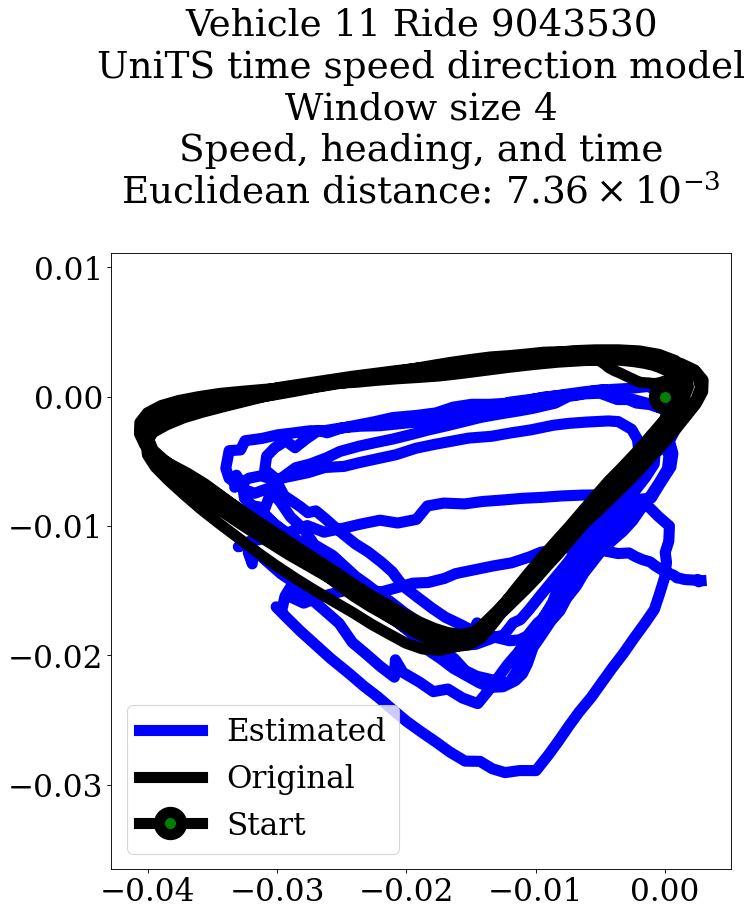 Vehicle 11 Ride 9043530
UniTS time speed direction model
Window size 4
Speed, heading, and time
Euclidean distance: 7.36 × 10⁻³
0.01
0.00
−0.01
−0.02
−0.03
Estimated
Original
Start
−0.04 −0.03 −0.02 −0.01 0.00